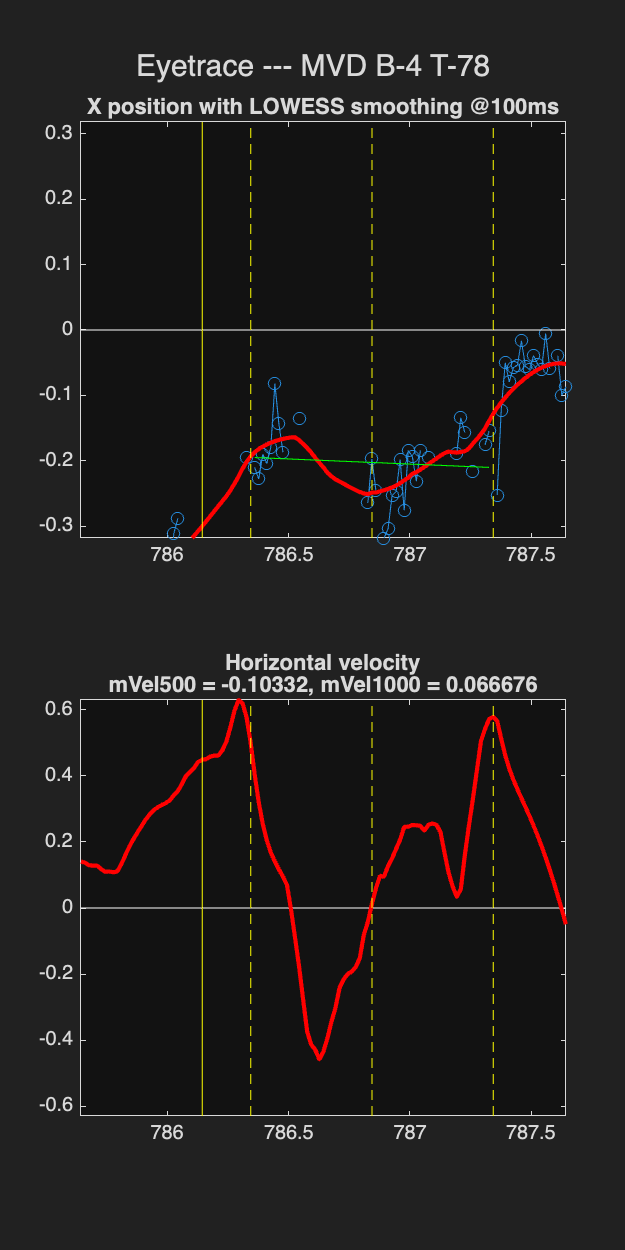 Eyetrace --- MVD B-4 T-78
X position with LOWESS smoothing @100ms
0.3
0.2
0.1
0
-0.1
-0.2
-0.3
786 786.5 787 787.5
Horizontal velocity
mVel500 = -0.10332, mVel1000 = 0.066676
0.6
0.4
0.2
0
-0.2
-0.4
-0.6
786 786.5 787 787.5